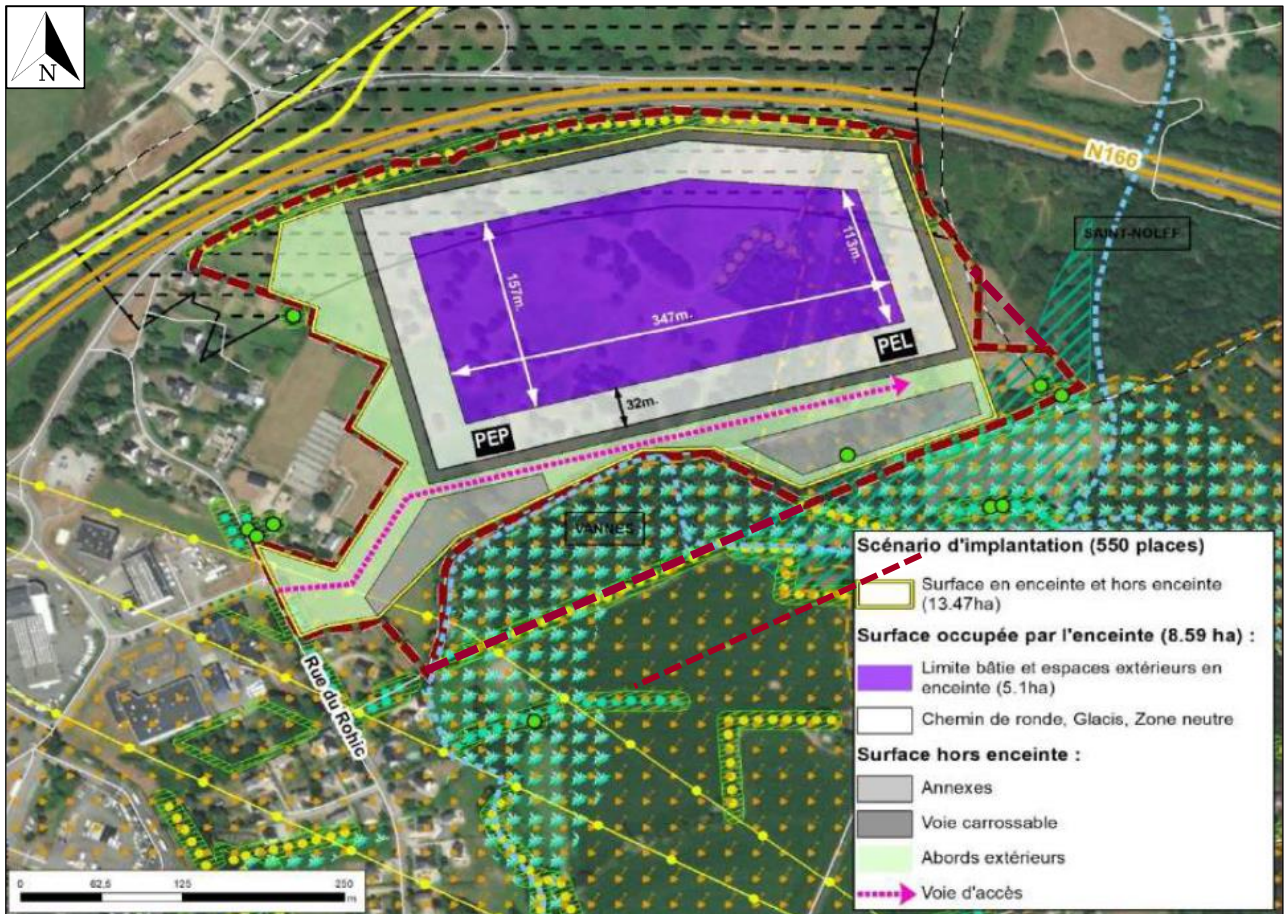 N
N166
SAINT-NOLFF
157m.
113m.
347m.
PEL
32m.
PEP
VANNES
Rue du Rohic
Scénario d'implantation (550 places)
Surface en enceinte et hors enceinte
(13.47ha)
Surface occupée par l'enceinte (8.59 ha) :
Limite bâtie et espaces extérieurs en
enceinte (5.1ha)
Chemin de ronde, Glacis, Zone neutre
Surface hors enceinte :
Annexes
Voie carrossable
Abords extérieurs
Voie d'accès
0 62,5 125 250
m